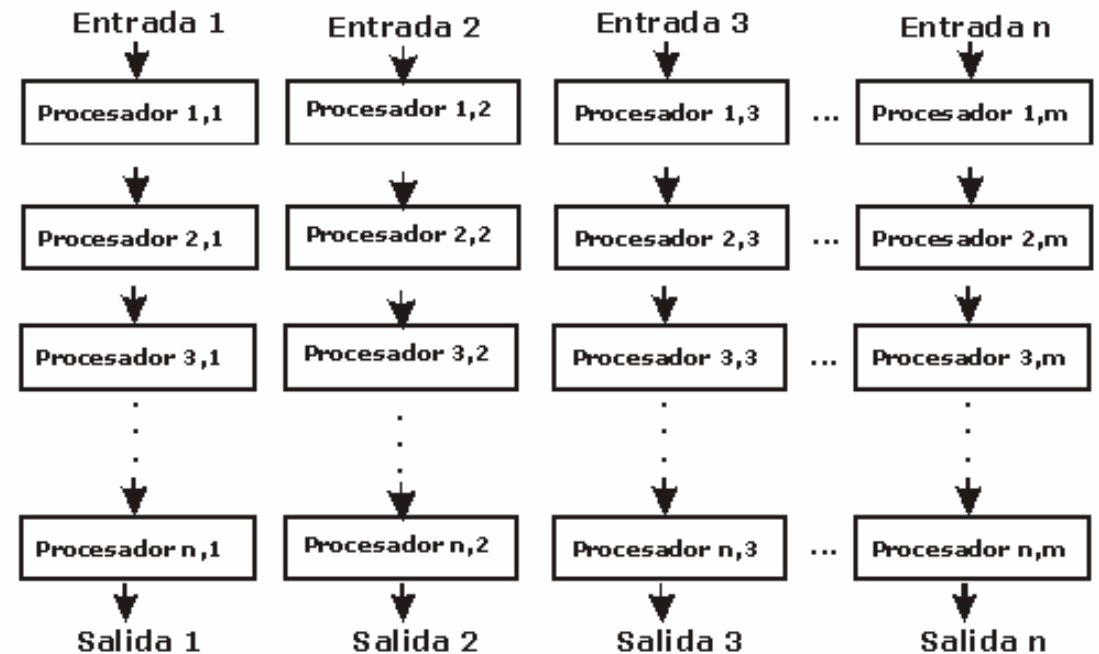 Entrada 1 Entrada 2 Entrada 3 Entrada n
Procesador 1,1 Procesador 1,2 Procesador 1,3 ... Procesador 1,m
Procesador 2,1 Procesador 2,2 Procesador 2,3 ... Procesador 2,m
Procesador 3,1 Procesador 3,2 Procesador 3,3 ... Procesador 3,m
Procesador n,1 Procesador n,2 Procesador n,3 ... Procesador n,m
Salida 1 Salida 2 Salida 3 Salida n